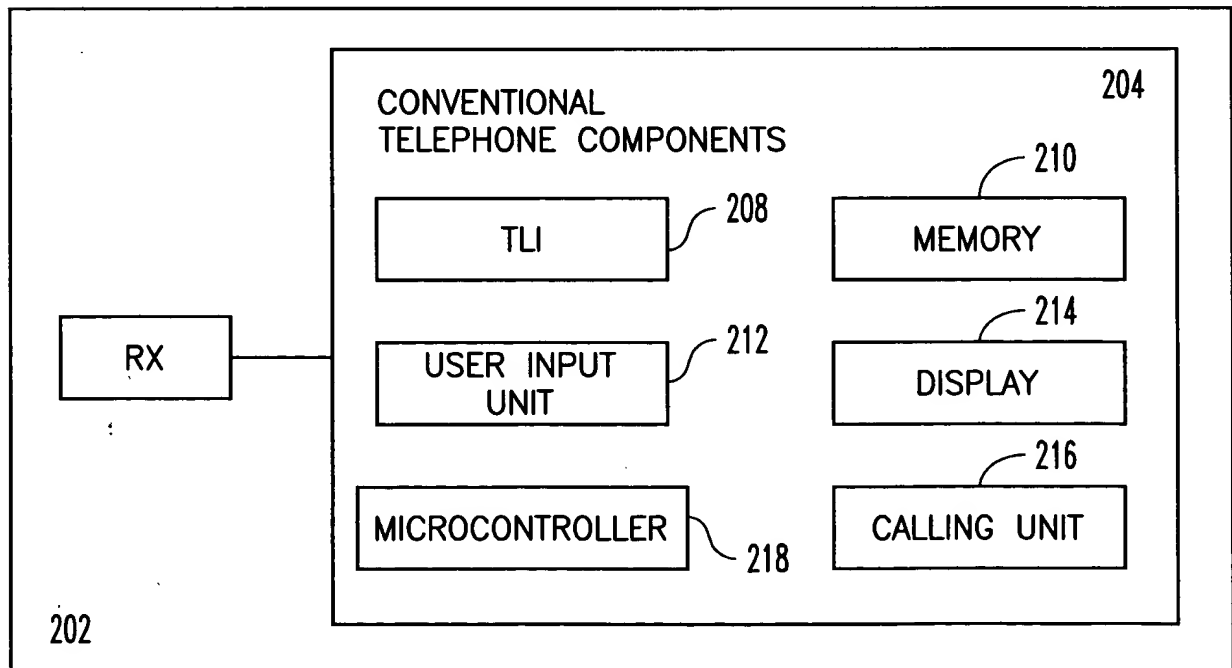 204
CONVENTIONAL
TELEPHONE COMPONENTS
210
208
TLI
MEMORY
214
212
RX
USER INPUT
UNIT
DISPLAY
216
MICROCONTROLLER
218
CALLING UNIT
202